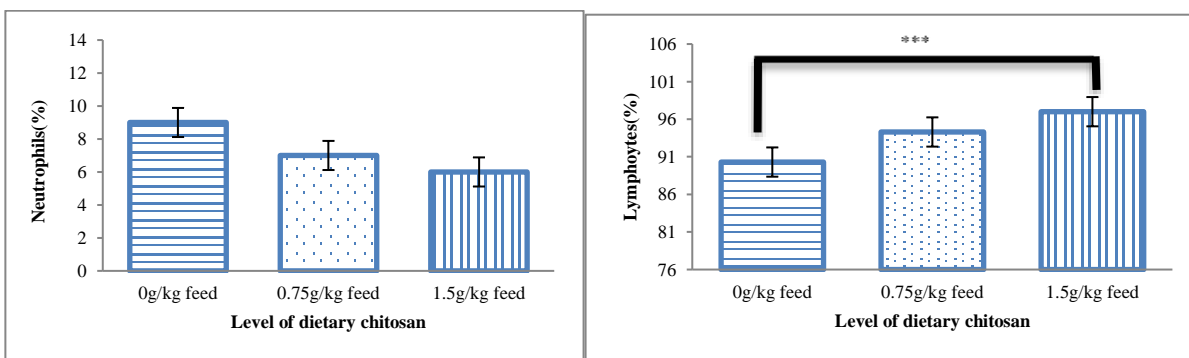 Neutrophils(%)
14
12
10
8
6
4
2
0
0g/kg feed 0.75g/kg feed 1.5g/kg feed
Level of dietary chitosan
Lymphoytes(%)
106
101
96
91
86
81
76
***
0g/kg feed 0.75g/kg feed 1.5g/kg feed
Level of dietary chitosan